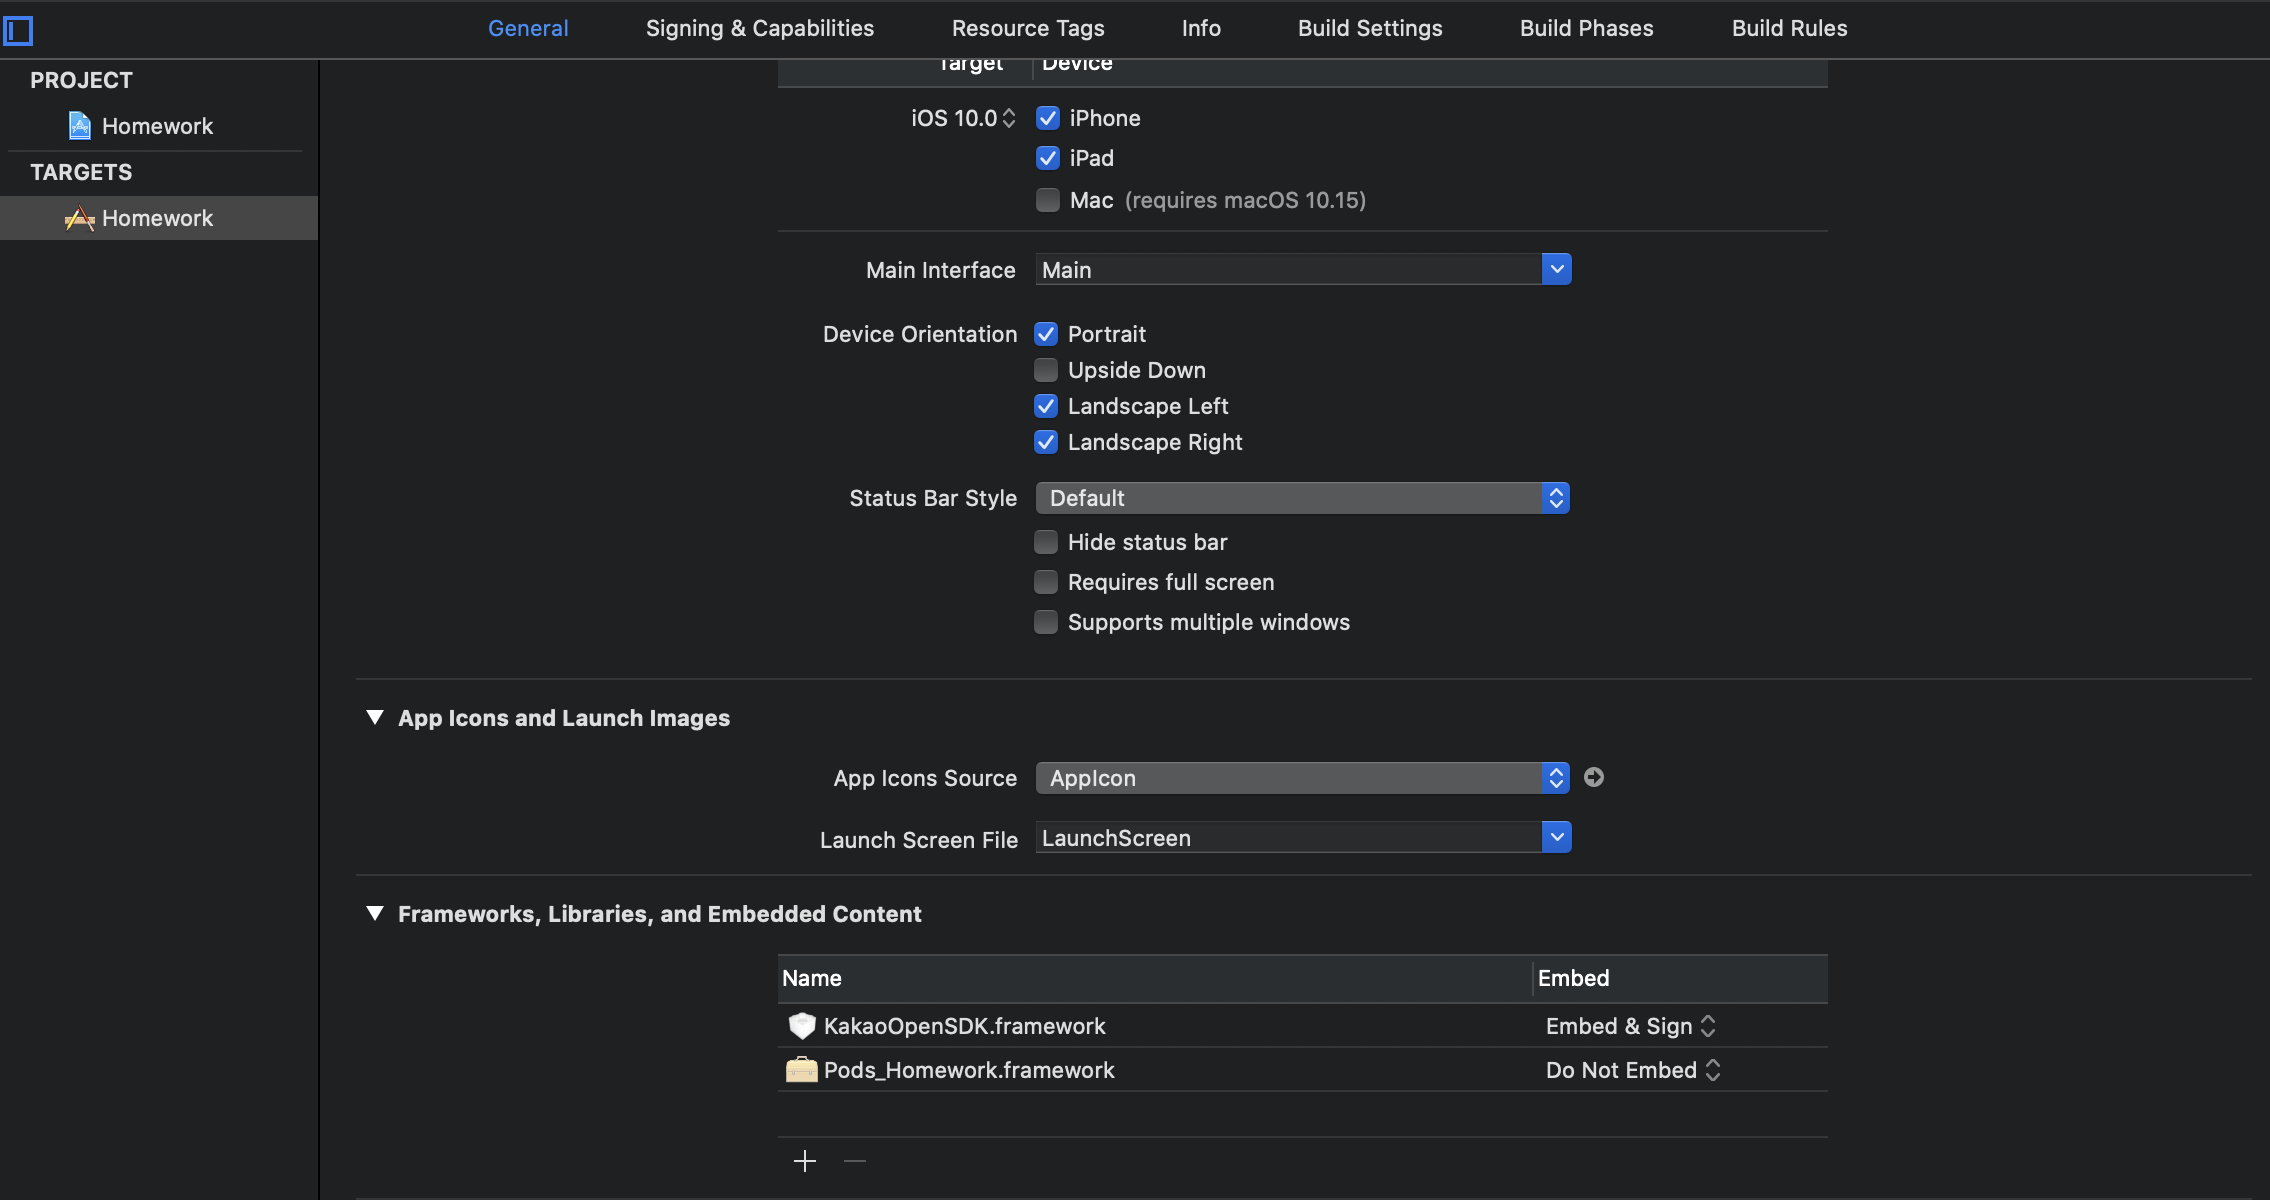 General Signing & Capabilities Resource Tags Info Build Settings Build Phases Build Rules
PROJECT
Homework
TARGETS
Homework
Target Device
iOS 10.0 iPhone
iPad
Mac (requires macOS 10.15)
Main Interface Main
Device Orientation Portrait
Upside Down
Landscape Left
Landscape Right
Status Bar Style Default
Hide status bar
Requires full screen
Supports multiple windows
App Icons and Launch Images
App Icons Source AppIcon
Launch Screen File LaunchScreen
Frameworks, Libraries, and Embedded Content
Name Embed
KakaoOpenSDK.framework Embed & Sign
Pods_Homework.framework Do Not Embed